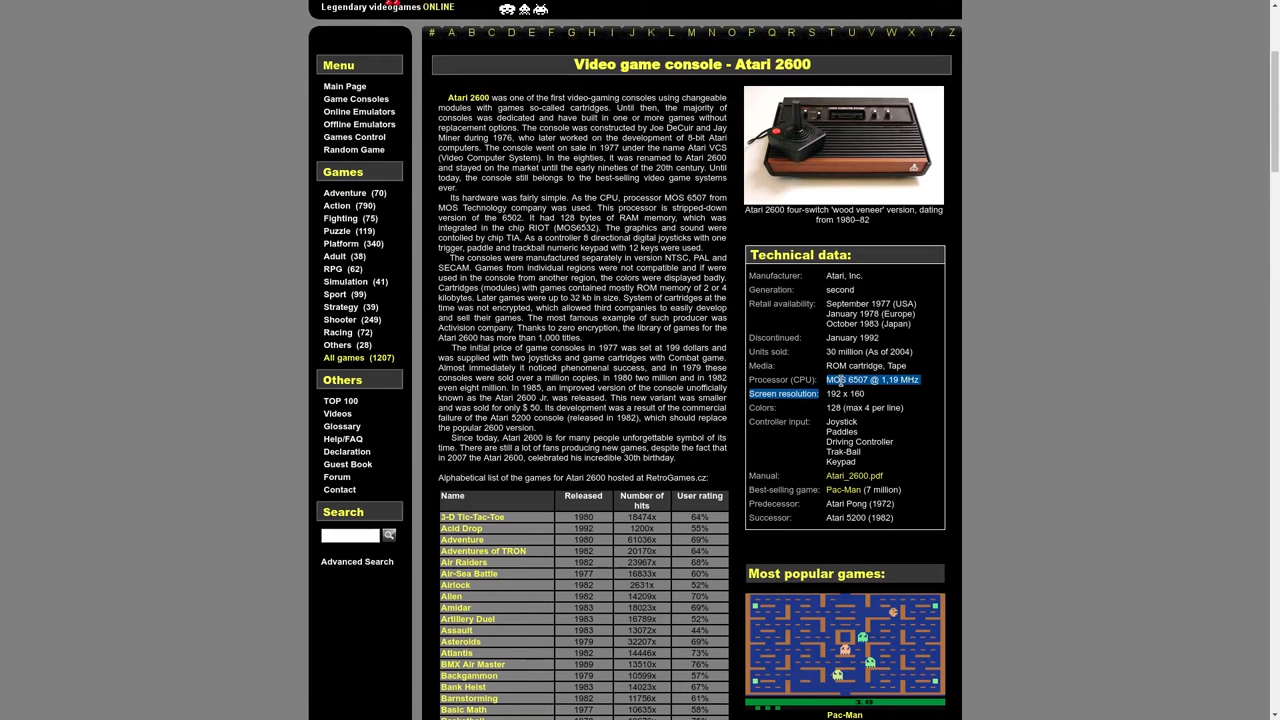 Legendary videogames ONLINE
# A B C D E F G H I J K L M N O P Q R S T U V W X Y Z
Menu
Main Page
Game Consoles
Online Emulators
Offline Emulators
Games Control
Random Game
Games
Adventure (70)
Action (790)
Fighting (75)
Puzzle (119)
Platform (340)
Adult (38)
RPG (62)
Simulation (41)
Sport (99)
Strategy (39)
Shooter (249)
Racing (72)
Others (28)
All games (1207)
Others
TOP 100
Videos
Glossary
Help/FAQ
Declaration
Guest Book
Forum
Contact
Search
Advanced Search
Video game console - Atari 2600
Atari 2600 was one of the first video-gaming consoles using changeable
modules with games so-called cartridges. Until then, the majority of
consoles was dedicated and have built in one or more games without
replacement options. The console was constructed by Joe DeCuir and Jay
Miner during 1976, who later worked on the development of 8-bit Atari
computers. The console went on sale in 1977 under the name Atari VCS
(Video Computer System). In the eighties, it was renamed to Atari 2600
and stayed on the market until the early nineties of the 20th century. Until
today, the console still belongs to the best-selling video game systems
ever.
Its hardware was fairly simple. As the CPU, processor MOS 6507 from
MOS Technology company was used. This processor is stripped-down
version of the 6502. It had 128 bytes of RAM memory, which was
integrated in the chip RIOT (MOS6532). The graphics and sound were
contolled by chip TIA. As a controller 8 directional digital joysticks with one
trigger, paddle and trackball numeric keypad with 12 keys were used.
The consoles were manufactured separately in version NTSC, PAL and
SECAM. Games from individual regions were not compatible and if were
used in the console from another region, the colors were displayed badly.
Cartridges (modules) with games contained mostly ROM memory of 2 or 4
kilobytes. Later games were up to 32 kb in size. System of cartridges at the
time was not encrypted, which allowed third companies to easily develop
and sell their games. The most famous example of such producer was
Activision company. Thanks to zero encryption, the library of games for the
Atari 2600 has more than 1,000 titles.
The initial price of game consoles in 1977 was set at 199 dollars and
was supplied with two joysticks and game cartridges with Combat game.
Almost immediately it noticed phenomenal success, and in 1979 these
consoles were sold over a million copies, in 1980 two million and in 1982
even eight million. In 1985, an improved version of the console unofficially
known as the Atari 2600 Jr. was released. This new variant was smaller
and was sold for only $ 50. Its development was a result of the commercial
failure of the Atari 5200 console (released in 1982), which should replace
the popular 2600 version.
Since today, Atari 2600 is for many people unforgettable symbol of its
time. There are still a lot of fans producing new games, despite the fact that
in 2007 the Atari 2600, celebrated his incredible 30th birthday.
Alphabetical list of the games for Atari 2600 hosted at RetroGames.cz:
Name Released Number of hits User rating
3-D Tic-Tac-Toe 1980 18474x 64%
Acid Drop 1992 1200x 55%
Adventure 1980 61036x 69%
Adventures of TRON 1982 20170x 64%
Air Raiders 1982 23967x 68%
Air-Sea Battle 1977 16833x 60%
Airlock 1982 2631x 52%
Alien 1982 14209x 70%
Amidar 1983 18023x 69%
Artillery Duel 1983 16789x 52%
Assault 1983 13072x 44%
Asteroids 1979 32207x 69%
Atlantis 1982 14446x 73%
BMX Air Master 1989 13510x 76%
Backgammon 1979 10599x 57%
Bank Heist 1983 14023x 67%
Barnstorming 1982 11756x 61%
Basic Math 1977 10635x 58%
Atari 2600 four-switch 'wood veneer' version, dating
from 1980–82
Technical data:
Manufacturer: Atari, Inc.
Generation: second
Retail availability: September 1977 (USA)
January 1978 (Europe)
October 1983 (Japan)
Discontinued: January 1992
Units sold: 30 million (As of 2004)
Media: ROM cartridge, Tape
Processor (CPU): MOS 6507 @ 1,19 MHz
Screen resolution: 192 x 160
Colors: 128 (max 4 per line)
Controller input: Joystick
Paddles
Driving Controller
Trak-Ball
Keypad
Manual: Atari_2600.pdf
Best-selling game: Pac-Man (7 million)
Predecessor: Atari Pong (1972)
Successor: Atari 5200 (1982)
Most popular games:
Pac-Man